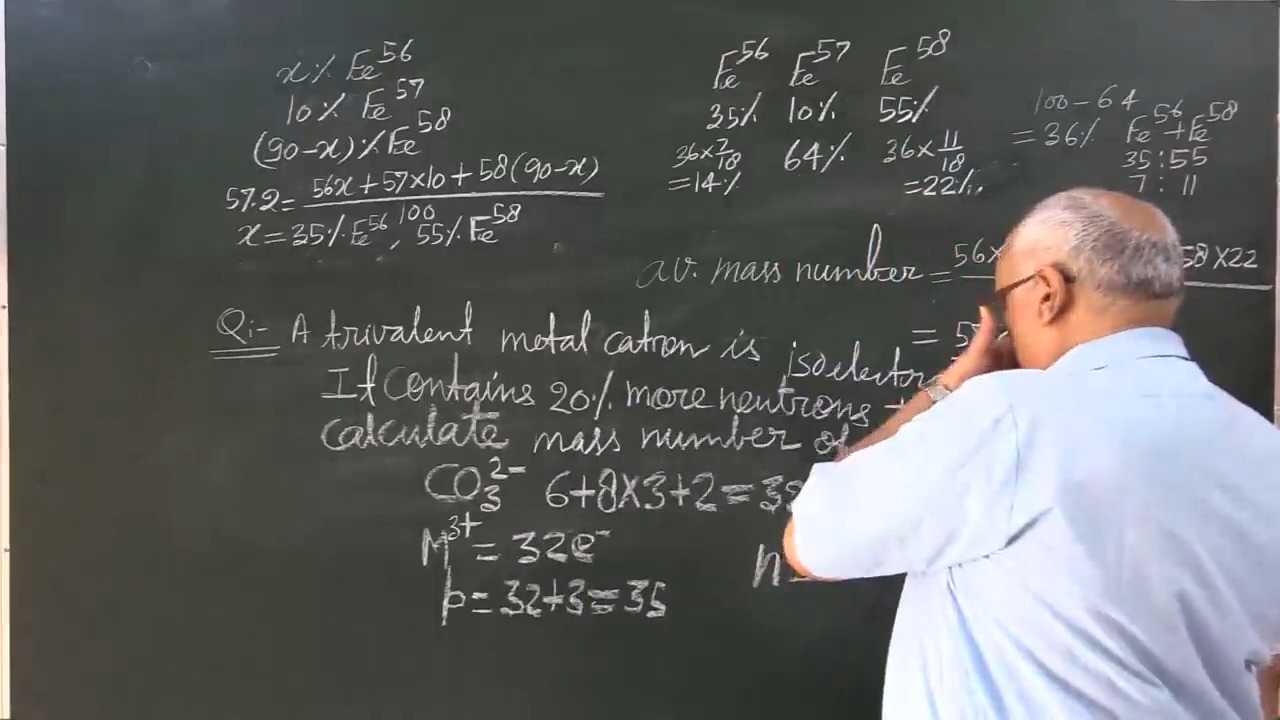 x% Fe⁵⁶
10% Fe⁵⁷
(90-x)% Fe⁵⁸
57.2 = 56x+57×10+58(90-x)
100
x = 35% Fe⁵⁶, 55% Fe⁵⁸
Fe⁵⁶ Fe⁵⁷ Fe⁵⁸
35% 10% 55%
36×7/18 64% 36×11/18
=14% =22%
100-64
= 36% Fe⁵⁶+Fe⁵⁸
35:55
7 : 11
av. mass number = 56× 58×22
=
Q:- A trivalent metal cation is isoelectro
It contains 20% more neutrons
calculate mass number of
CO₃²⁻ 6+8×3+2=
M³⁺ = 32e⁻
p = 32+3=35
n=